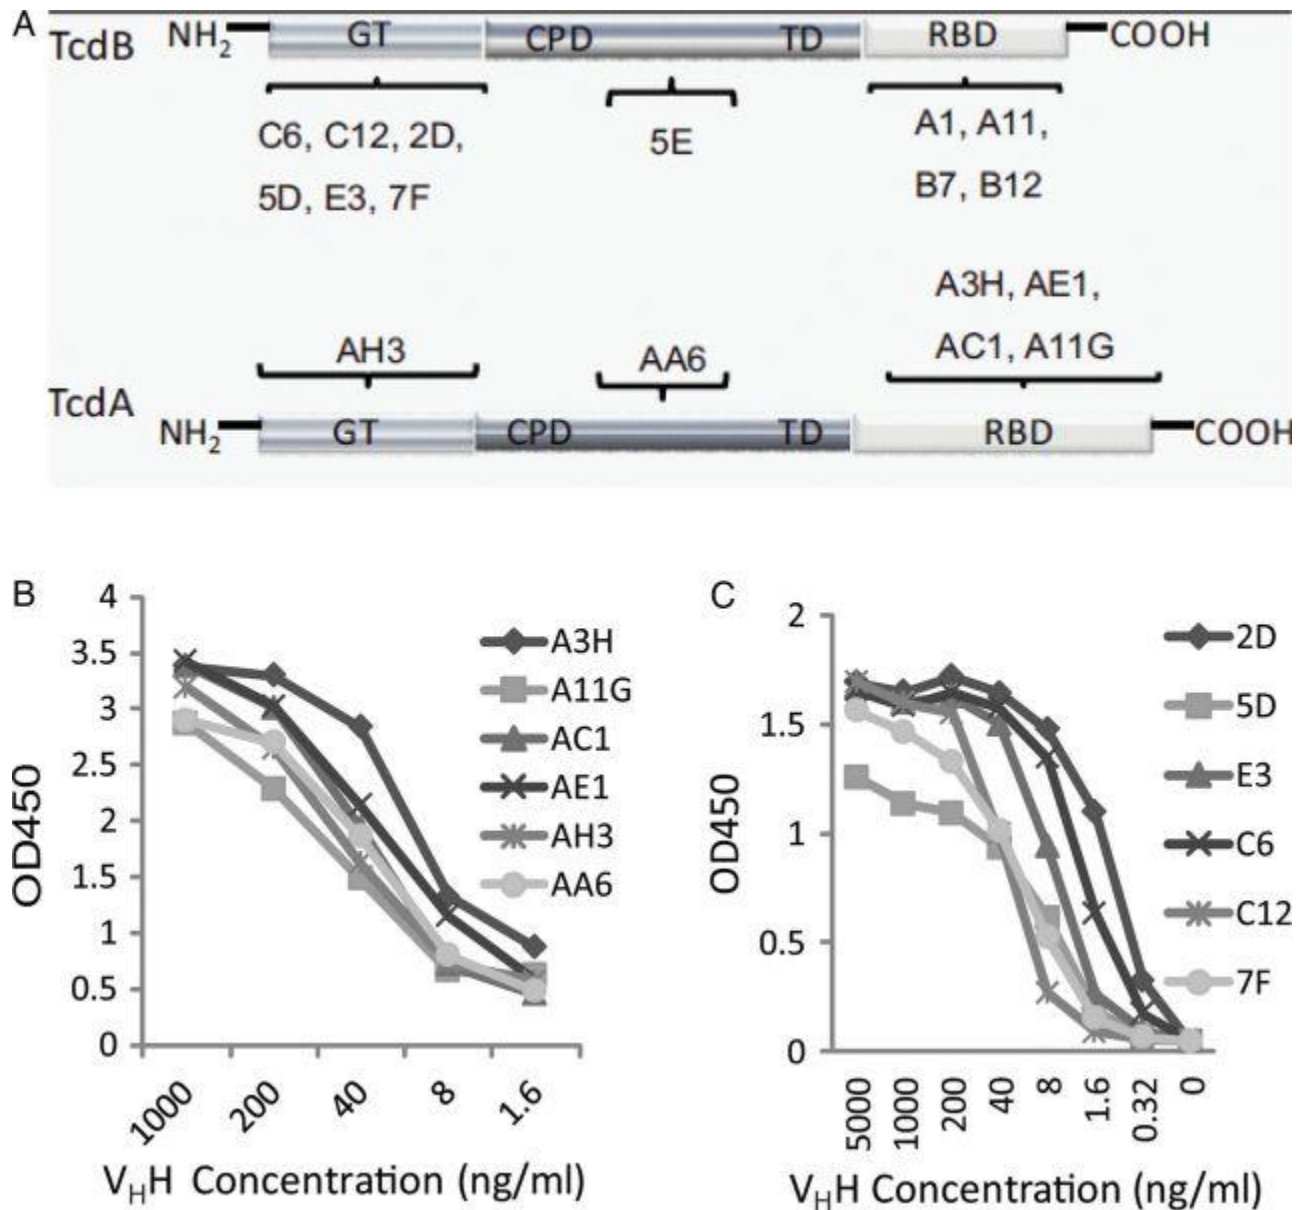 A
TcdB
NH2
GT
CPD
TD
RBD
COOH
C6, C12, 2D,
5D, E3, 7F
5E
A1, A11,
B7, B12
A3H, AE1,
AC1, A11G
AH3
AA6
TcdA
NH2
GT
CPD
TD
RBD
COOH
B
OD450
4
3.5
3
2.5
2
1.5
1
0.5
0
1000
200
40
8
1.6
VHH Concentration (ng/ml)
A3H
A11G
AC1
AE1
AH3
AA6
C
OD450
2
1.5
1
0.5
0
5000
1000
200
40
8
1.6
0.32
0
VHH Concentration (ng/ml)
2D
5D
E3
C6
C12
7F